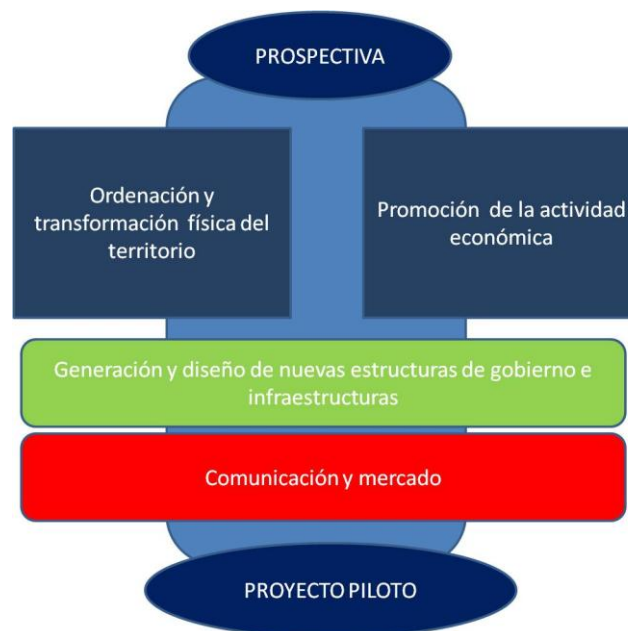 PROSPECTIVA
Ordenación y
transformación física del
territorio
Promoción de la actividad
económica
Generación y diseño de nuevas estructuras de gobierno e
infraestructuras
Comunicación y mercado
PROYECTO PILOTO